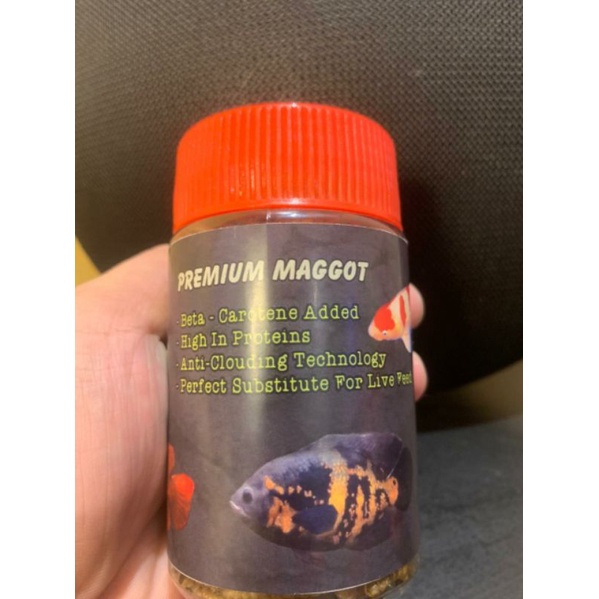 PREMIUM MAGGOT
- Beta - Carotene Added
- High In Proteins
- Anti-Clouding Technology
- Perfect Substitute For Live Feed